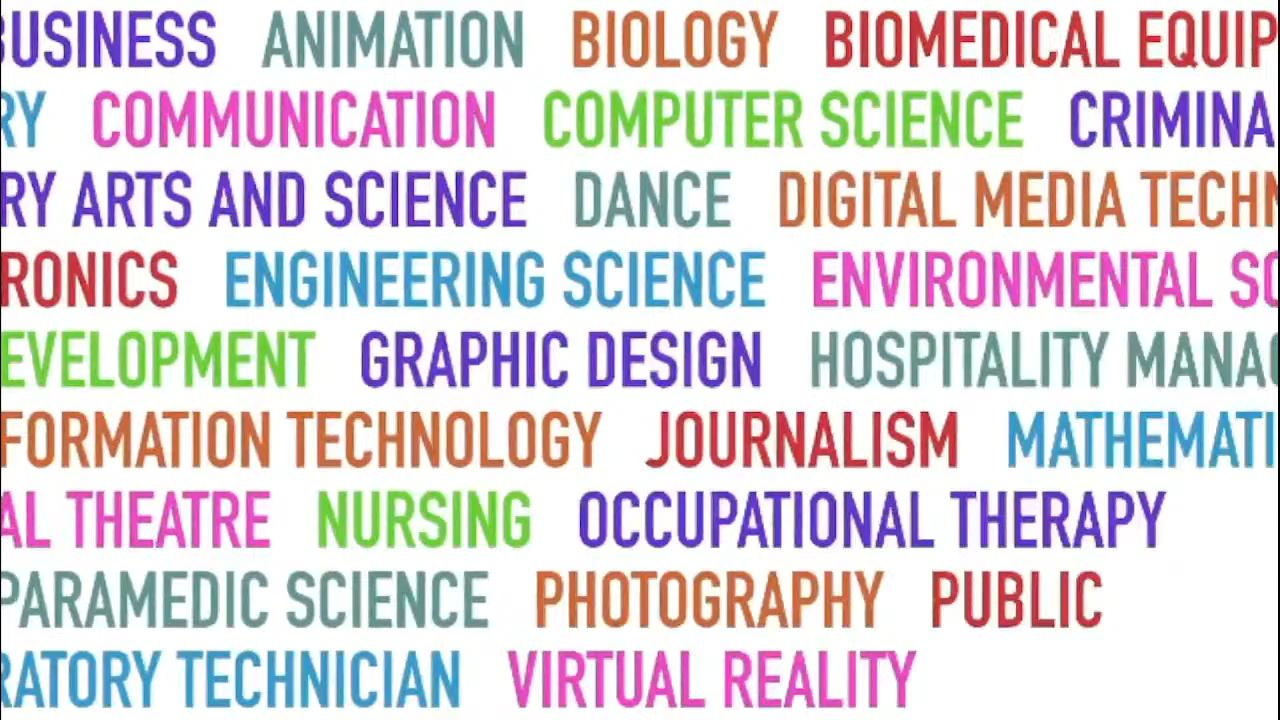 BUSINESS ANIMATION BIOLOGY BIOMEDICAL EQUIP
RY COMMUNICATION COMPUTER SCIENCE CRIMINA
RY ARTS AND SCIENCE DANCE DIGITAL MEDIA TECHN
RONICS ENGINEERING SCIENCE ENVIRONMENTAL SC
EVELOPMENT GRAPHIC DESIGN HOSPITALITY MANAG
FORMATION TECHNOLOGY JOURNALISM MATHEMATI
AL THEATRE NURSING OCCUPATIONAL THERAPY
PARAMEDIC SCIENCE PHOTOGRAPHY PUBLIC
RATORY TECHNICIAN VIRTUAL REALITY